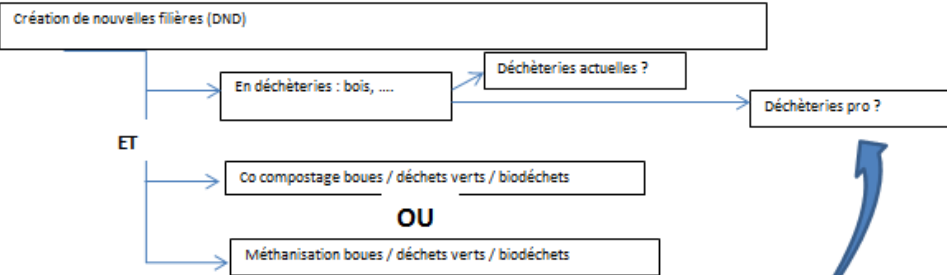 Création de nouvelles filières (DND)
Déchèteries actuelles ?
En déchèteries : bois, ....
Déchèteries pro ?
ET
Co compostage boues / déchets verts / biodéchets
OU
Méthanisation boues / déchets verts / biodéchets